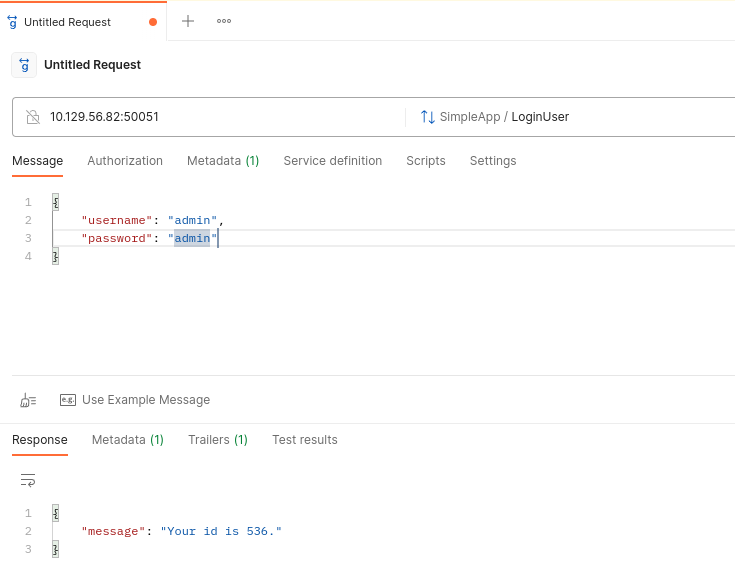 Untitled Request
Untitled Request
10.129.56.82:50051 SimpleApp / LoginUser
Message Authorization Metadata (1) Service definition Scripts Settings
1 {
2 "username": "admin",
3 "password": "admin"
4 }
e.g. Use Example Message
Response Metadata (1) Trailers (1) Test results
1 {
2 "message": "Your id is 536."
3 }